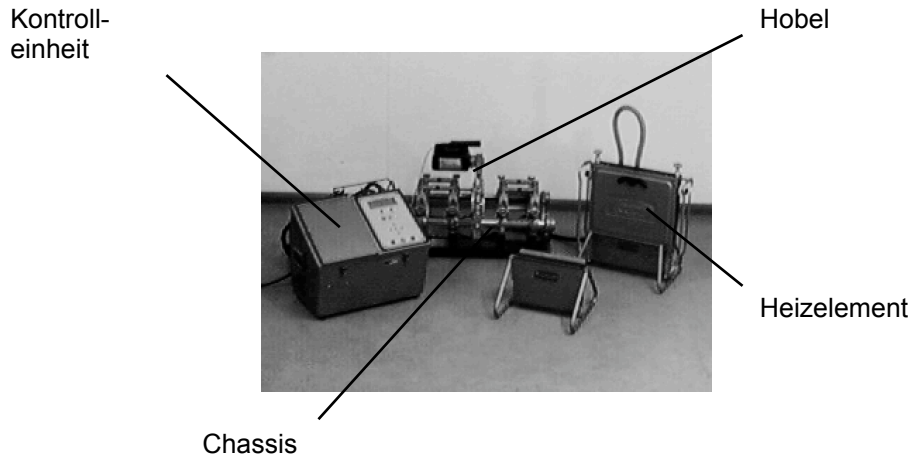 Kontroll-
einheit
Hobel
Heizelement
Chassis